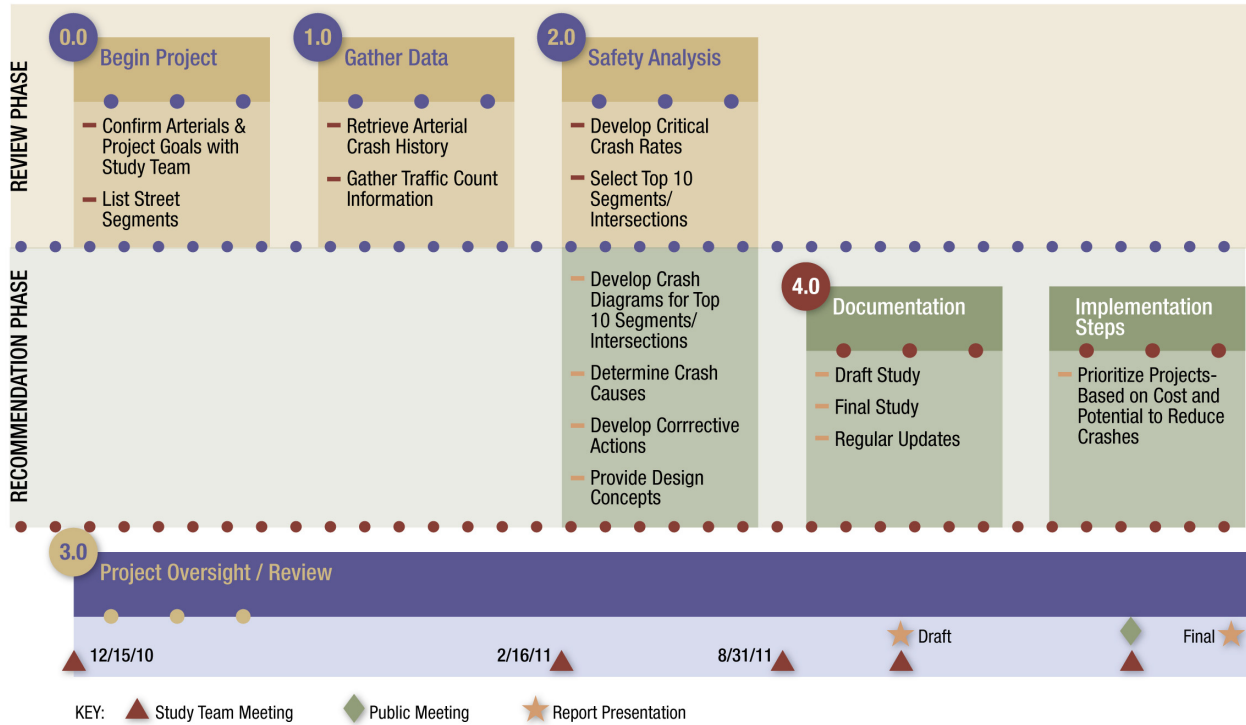 REVIEW PHASE
0.0
Begin Project
Confirm Arterials &
Project Goals with
Study Team
List Street
Segments
1.0
Gather Data
Retrieve Arterial
Crash History
Gather Traffic Count
Information
2.0
Safety Analysis
Develop Critical
Crash Rates
Select Top 10
Segments/
Intersections
RECOMMENDATION PHASE
Develop Crash
Diagrams for Top
10 Segments/
Intersections
Determine Crash
Causes
Develop Corrrective
Actions
Provide Design
Concepts
4.0
Documentation
Draft Study
Final Study
Regular Updates
Implementation
Steps
Prioritize Projects-
Based on Cost and
Potential to Reduce
Crashes
3.0
Project Oversight / Review
12/15/10
2/16/11
8/31/11
Draft
Final
KEY:
Study Team Meeting
Public Meeting
Report Presentation